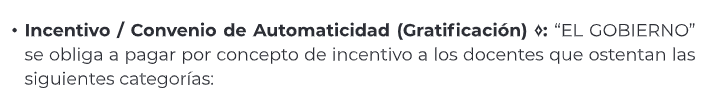 • Incentivo / Convenio de Automaticidad (Gratificación) ◊: “EL GOBIERNO”
se obliga a pagar por concepto de incentivo a los docentes que ostentan las
siguientes categorías: